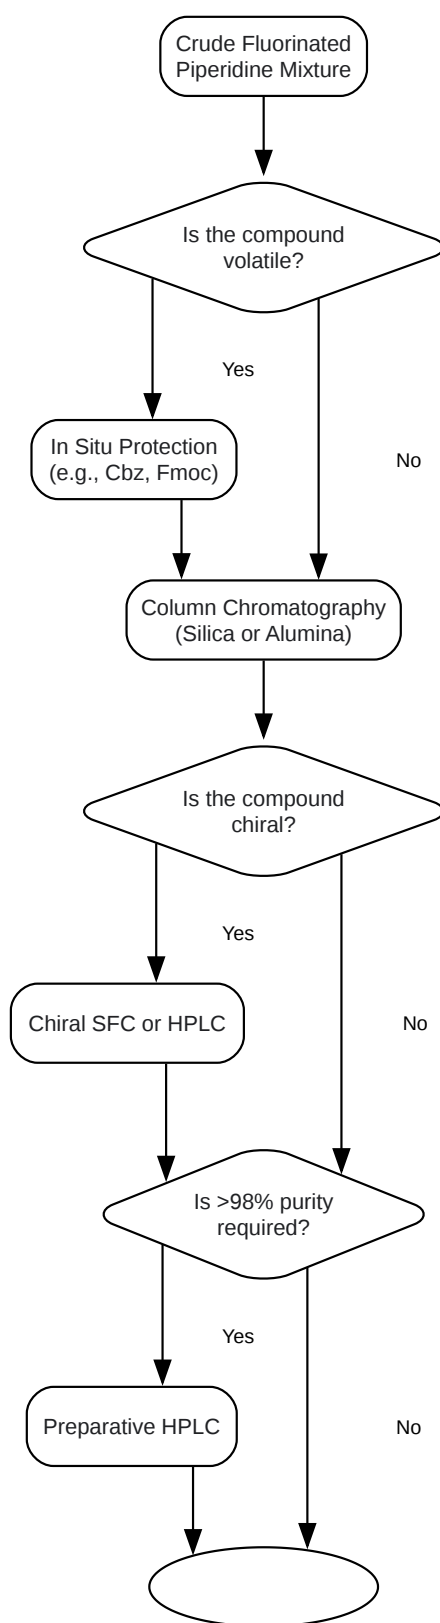 Crude Fluorinated
Piperidine Mixture
Is the compound
volatile?
Yes
In Situ Protection
(e.g., Cbz, Fmoc)
No
Column Chromatography
(Silica or Alumina)
Is the compound
chiral?
Yes
Chiral SFC or HPLC
No
Is >98% purity
required?
Yes
Preparative HPLC
No